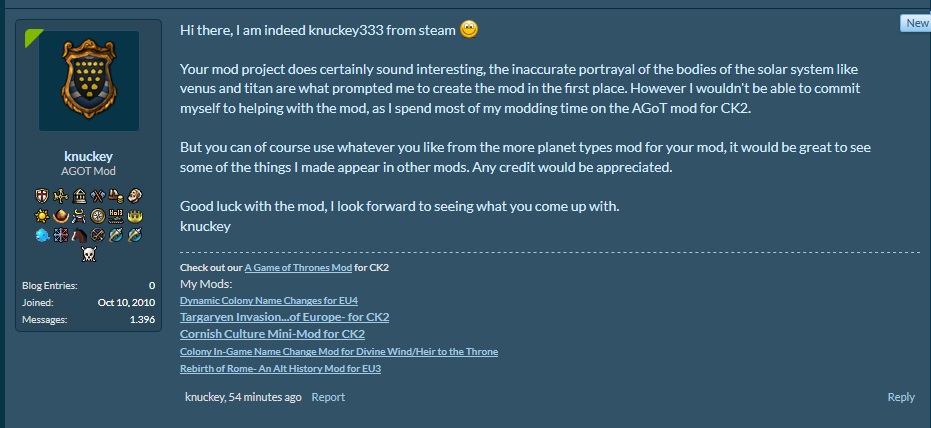 New
Hi there, I am indeed knuckey333 from steam
Your mod project does certainly sound interesting, the inaccurate portrayal of the bodies of the solar system like
venus and titan are what prompted me to create the mod in the first place. However I wouldn't be able to commit
myself to helping with the mod, as I spend most of my modding time on the AGoT mod for CK2.
But you can of course use whatever you like from the more planet types mod for your mod, it would be great to see
some of the things I made appear in other mods. Any credit would be appreciated.
Good luck with the mod, I look forward to seeing what you come up with.
knuckey
knuckey
AGOT Mod
Blog Entries: 0
Joined: Oct 10, 2010
Messages: 1.396
Check out our A Game of Thrones Mod for CK2
My Mods:
Dynamic Colony Name Changes for EU4
Targaryen Invasion...of Europe- for CK2
Cornish Culture Mini-Mod for CK2
Colony In-Game Name Change Mod for Divine Wind/Heir to the Throne
Rebirth of Rome- An Alt History Mod for EU3
knuckey, 54 minutes ago Report Reply